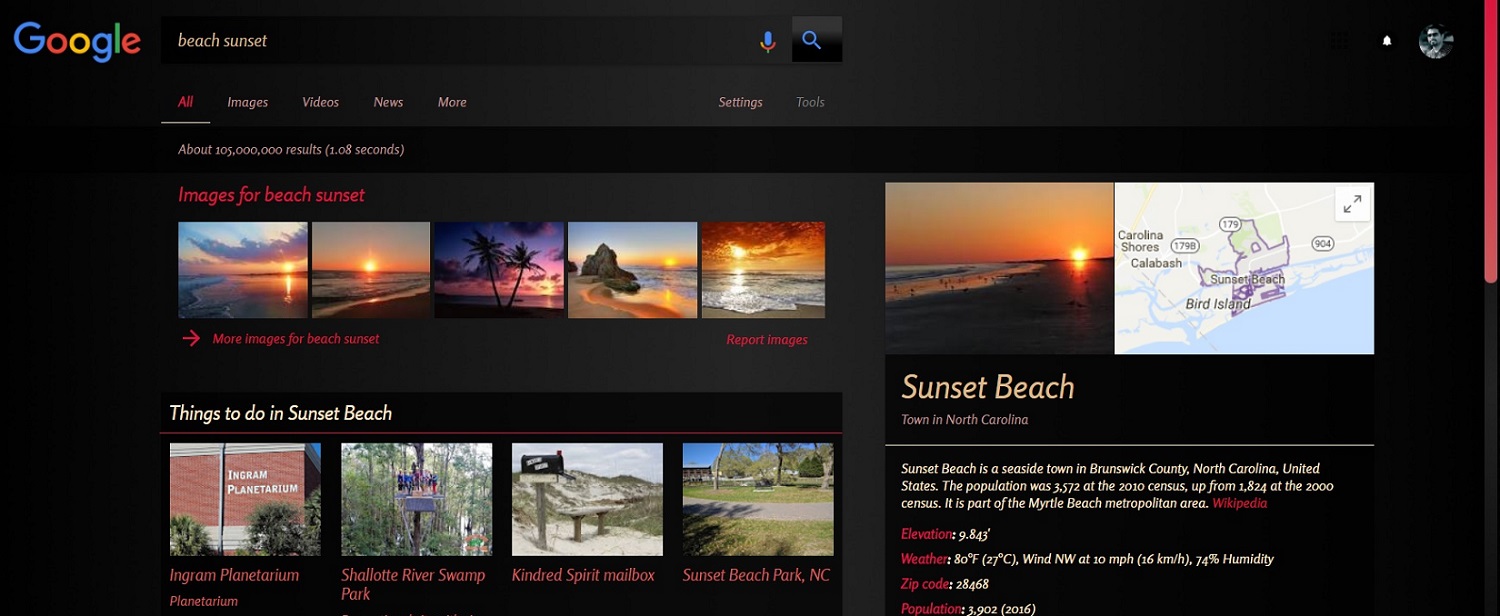 Google
beach sunset
All Images Videos News More Settings Tools
About 105,000,000 results (1.08 seconds)
Images for beach sunset
More images for beach sunset
Report images
Things to do in Sunset Beach
INGRAM
PLANETARIUM
Ingram Planetarium
Planetarium
Shallotte River Swamp
Park
Kindred Spirit mailbox
Sunset Beach Park, NC
179
904
Carolina
Shores
179B
Calabash
Sunset Beach
Bird Island
Sunset Beach
Town in North Carolina
Sunset Beach is a seaside town in Brunswick County, North Carolina, United
States. The population was 3,572 at the 2010 census, up from 1,824 at the 2000
census. It is part of the Myrtle Beach metropolitan area. Wikipedia
Elevation: 9.843'
Weather: 80°F (27°C), Wind NW at 10 mph (16 km/h), 74% Humidity
Zip code: 28468
Population: 3,902 (2016)